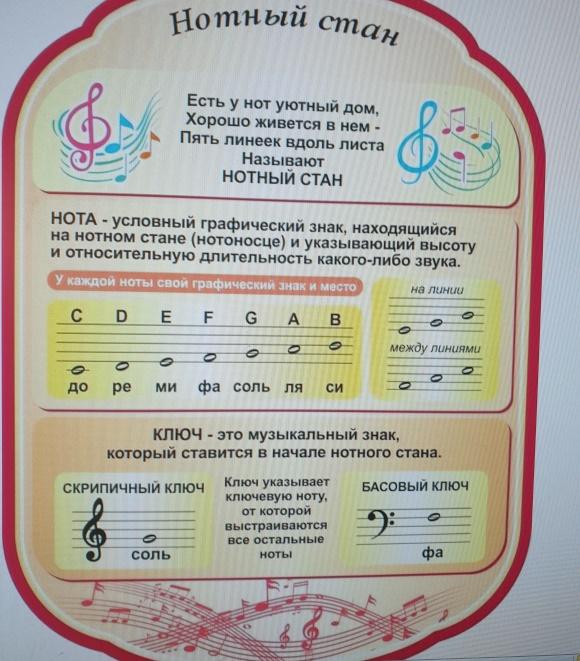 Нотный стан
Есть у нот уютный дом,
Хорошо живется в нем -
Пять линеек вдоль листа
Называют
НОТНЫЙ СТАН
НОТА - условный графический знак, находящийся
на нотном стане (нотоносце) и указывающий высоту
и относительную длительность какого-либо звука.
У каждой ноты свой графический знак и место
C D E F G A B
до ре ми фа соль ля си
на линии
между линиями
КЛЮЧ - это музыкальный знак,
который ставится в начале нотного стана.
СКРИПИЧНЫЙ КЛЮЧ
соль
Ключ указывает
ключевую ноту,
от которой
выстраиваются
все остальные
ноты
БАСОВЫЙ КЛЮЧ
фа